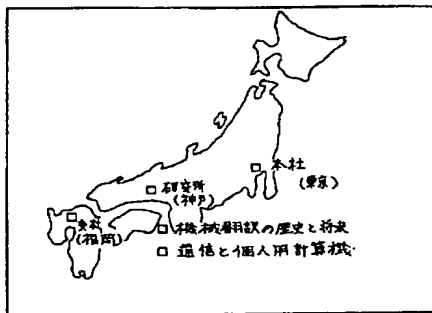 本社
(東京)
研究所
(神戸)
支社
(福岡)
機械翻訳の歴史と将来
通信と個人用計算機